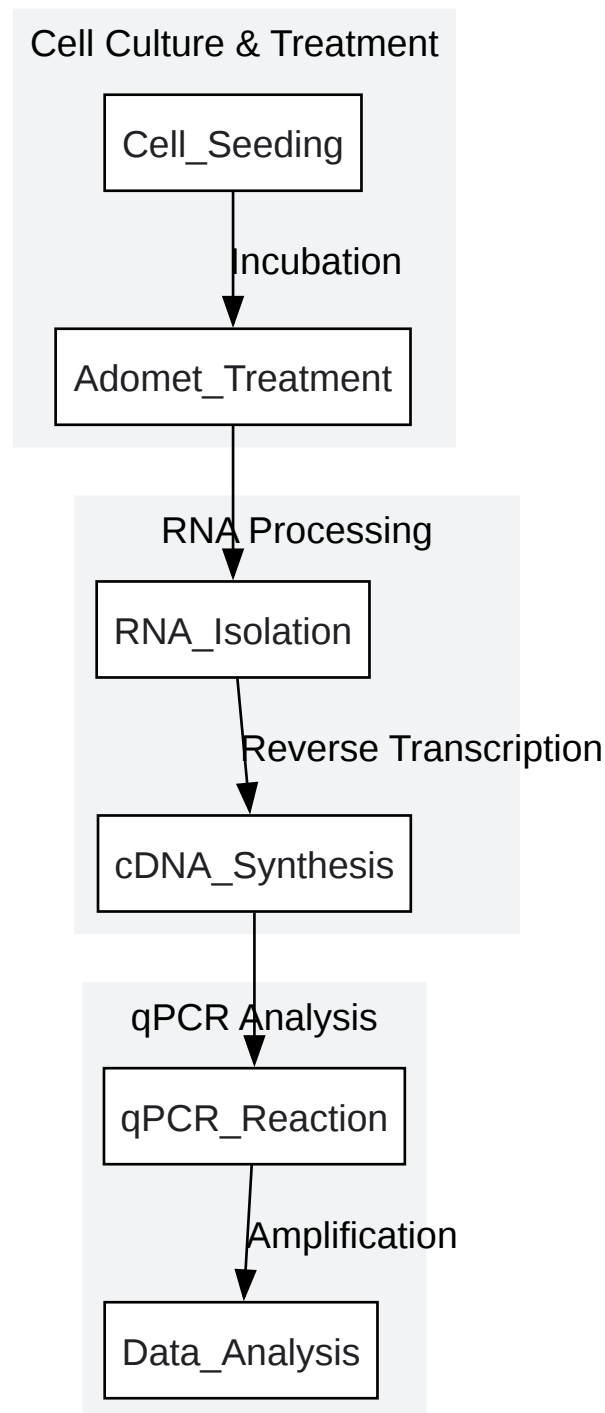 Cell Culture & Treatment
Cell_Seeding
Incubation
Adomet_Treatment
RNA Processing
RNA_Isolation
Reverse Transcription
cDNA_Synthesis
qPCR Analysis
qPCR_Reaction
Amplification
Data_Analysis